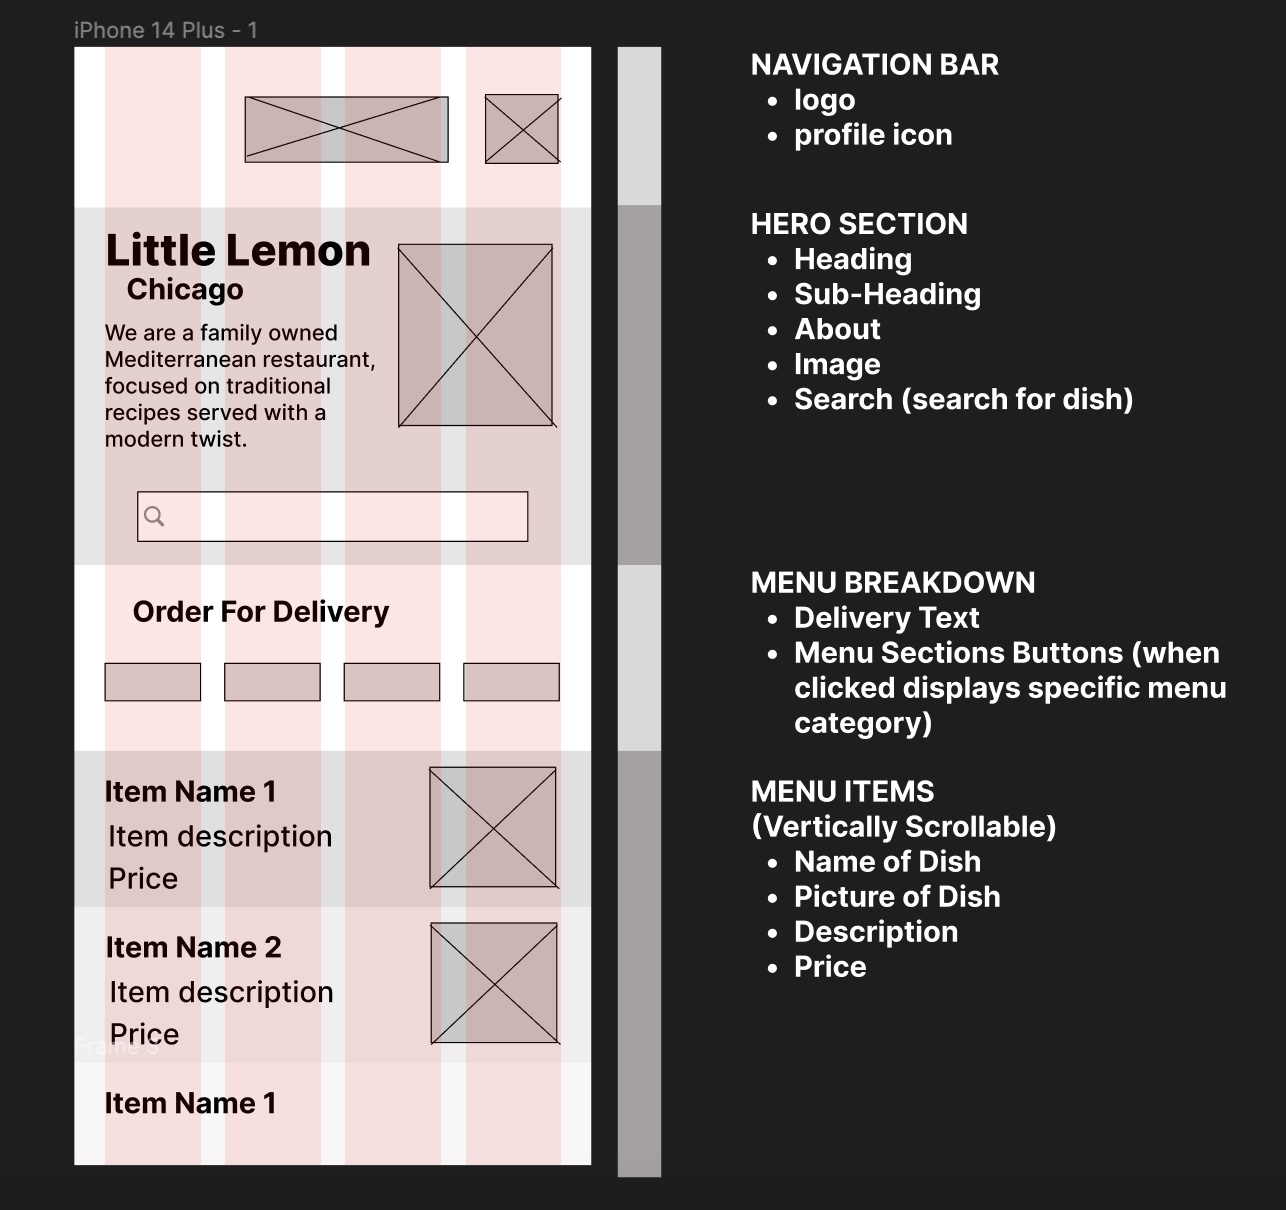 iPhone 14 Plus - 1
Little Lemon
Chicago
We are a family owned
Mediterranean restaurant,
focused on traditional
recipes served with a
modern twist.
Order For Delivery
Item Name 1
Item description
Price
Item Name 2
Item description
Price
Frame 3
Item Name 1
NAVIGATION BAR
• logo
• profile icon
HERO SECTION
• Heading
• Sub-Heading
• About
• Image
• Search (search for dish)
MENU BREAKDOWN
• Delivery Text
• Menu Sections Buttons (when
clicked displays specific menu
category)
MENU ITEMS
(Vertically Scrollable)
• Name of Dish
• Picture of Dish
• Description
• Price